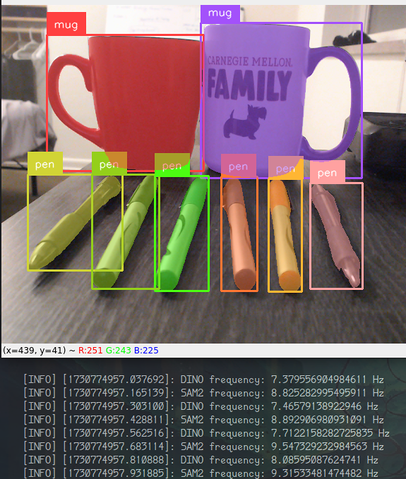 mug
mug
CARNEGIE MELLON.
FAMILY
pen
pen
pen
pen
pen
pen
(x=439, y=41) ~ R:251 G:243 B:225
[INFO] [1730774957.037692]: DINO frequency: 7.379556904984611 Hz
[INFO] [1730774957.165139]: SAM2 frequency: 8.825282995495911 Hz
[INFO] [1730774957.303100]: DINO frequency: 7.46579138922946 Hz
[INFO] [1730774957.428811]: SAM2 frequency: 8.892906980931091 Hz
[INFO] [1730774957.562516]: DINO frequency: 7.7122158282725835 Hz
[INFO] [1730774957.683114]: SAM2 frequency: 9.547329232984563 Hz
[INFO] [1730774957.810888]: DINO frequency: 8.08595087624741 Hz
[INFO] [1730774957.931885]: SAM2 frequency: 9.31533481474482 Hz